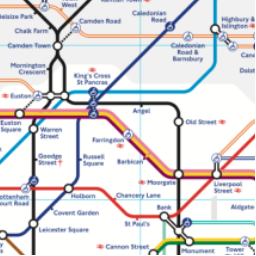 Belsize Park
West
Chalk Farm
Camden Road
Camden Town
Caledonian
Road
Highbury &
Islington
Caledonian
Road &
Barnsbury
Mornington
Crescent
King's Cross
St Pancras
Euston
Angel
Euston
Square
Warren
Street
Old Street
Farringdon
Goodge
Street
Russell
Square
Barbican
Moorgate
Liverpool
Street
Tottenham
Court Road
Holborn
Chancery Lane
Covent Garden
St Paul's
Bank
Aldgate
Leicester Square
Cannon Street
Monument
Tower